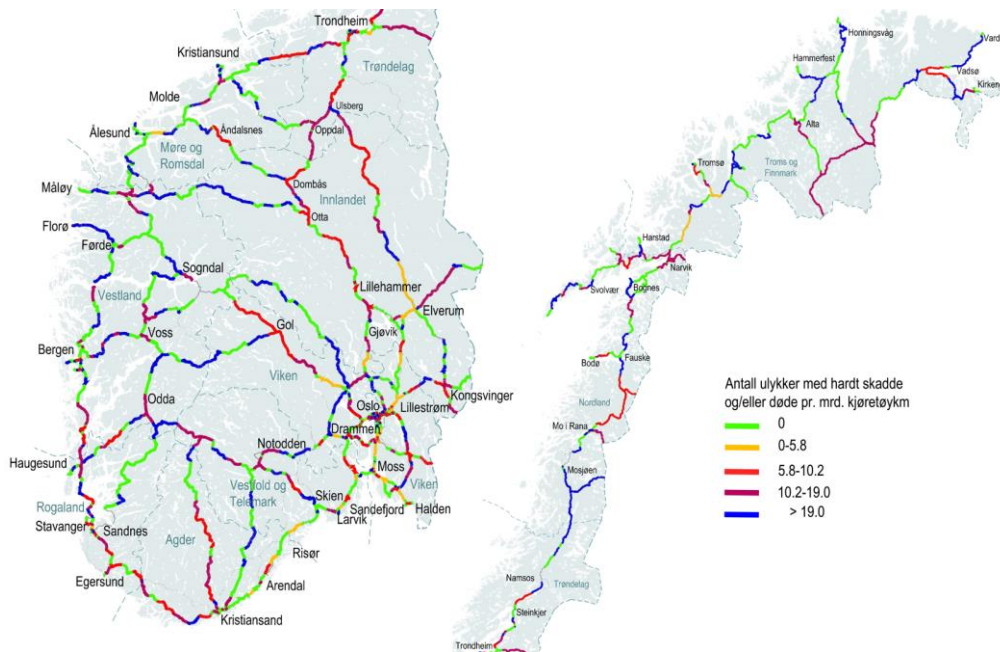 Trondheim
Kristiansund
Trøndelag
Molde
Ulsberg
Ålesund
Åndalsnes
Oppdal
Møre og
Romsdal
Dombås
Måløy
Innlandet
Otta
Florø
Førde
Sogndal
Lillehammer
Vestland
Elverum
Gol
Gjøvik
Voss
Bergen
Viken
Oslo
Lillestrøm
Kongsvinger
Odda
Drammen
Notodden
Moss
Haugesund
Vestfold og
Telemark
Viken
Skien
Rogaland
Sandefjord
Halden
Stavanger
Sandnes
Larvik
Agder
Risør
Egersund
Arendal
Kristiansand
Honningsvåg
Vard
Hammerfest
Vadsø
Kirken
Alta
Tromsø
Troms og
Finnmark
Harstad
Narvik
Svolvær
Bognes
Bodø
Fauske
Nordland
Mo i Rana
Mosjøen
Namsos
Trøndelag
Steinkjer
Trondheim
Antall ulykker med hardt skadde
og/eller døde pr. mrd. kjøretøykm
0
0-5.8
5.8-10.2
10.2-19.0
> 19.0